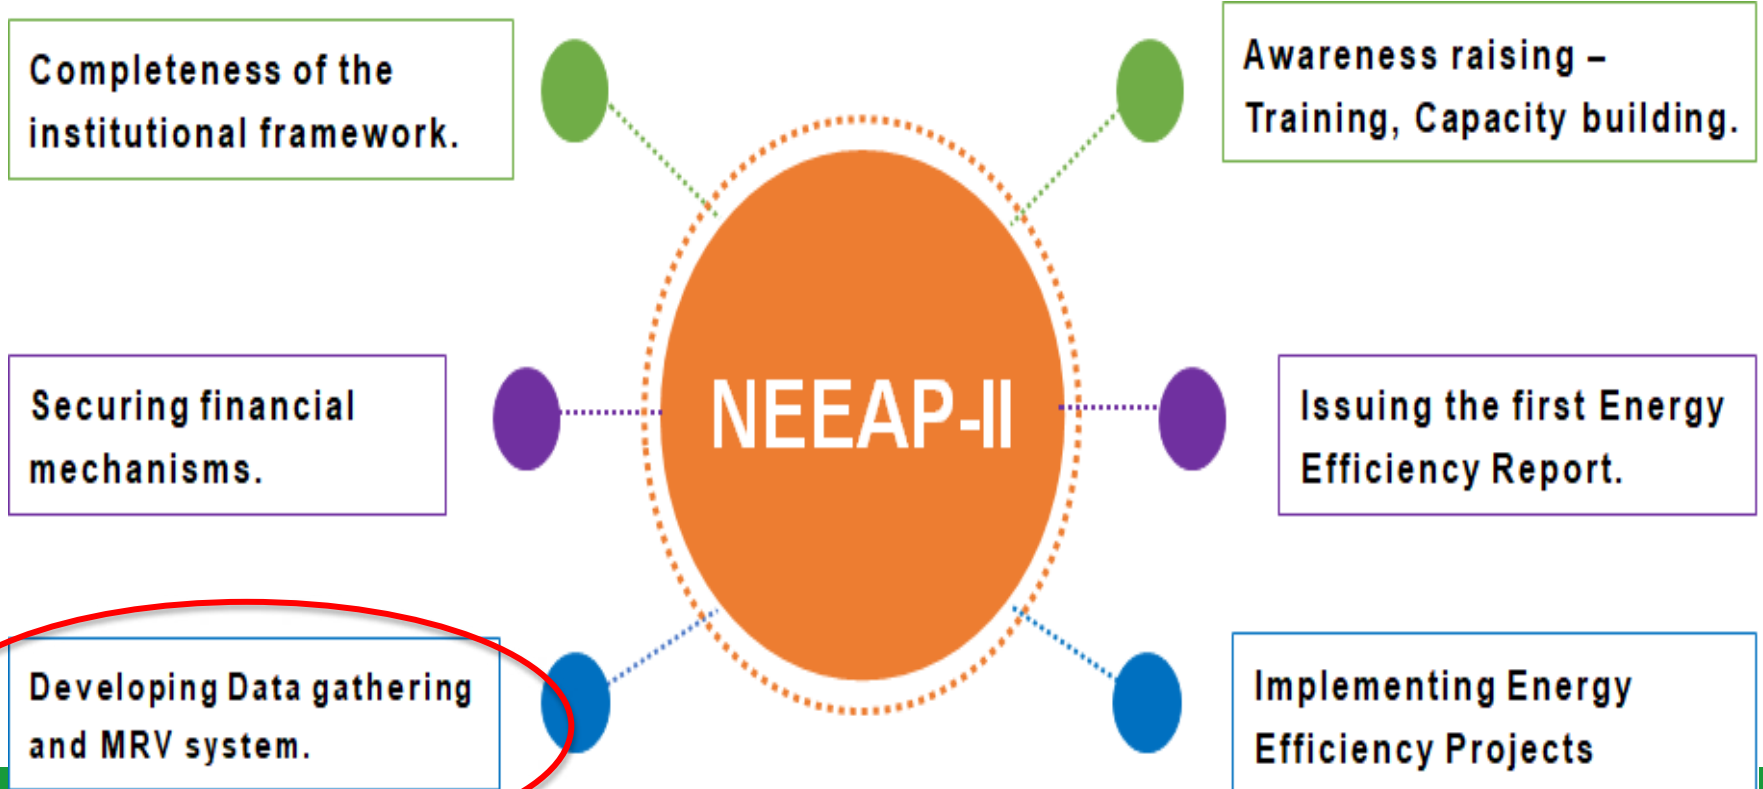 Completeness of the
institutional framework.
Awareness raising –
Training, Capacity building.
Securing financial
mechanisms.
NEEAP-II
Issuing the first Energy
Efficiency Report.
Developing Data gathering
and MRV system.
Implementing Energy
Efficiency Projects